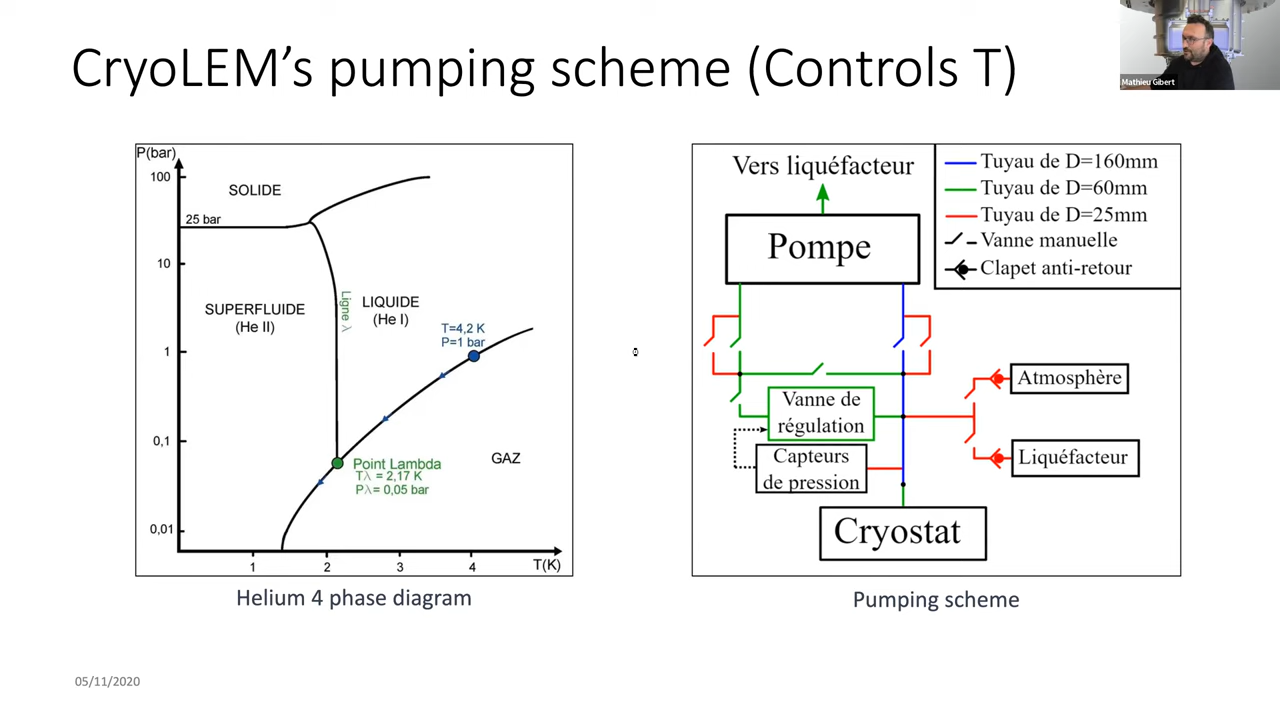 CryoLEM’s pumping scheme (Controls T)
Mathieu Gibert
P(bar)
100
SOLIDE
25 bar
10
SUPERFLUIDE
(He II)
Ligne λ
LIQUIDE
(He I)
T=4,2 K
P=1 bar
1
0,1
Point Lambda
Tλ = 2,17 K
Pλ= 0,05 bar
GAZ
0,01
1
2
3
4
T(K)
Helium 4 phase diagram
Vers liquéfacteur
Pompe
Tuyau de D=160mm
Tuyau de D=60mm
Tuyau de D=25mm
Vanne manuelle
Clapet anti-retour
Vanne de
régulation
Capteurs
de pression
Atmosphère
Liquéfacteur
Cryostat
Pumping scheme
05/11/2020